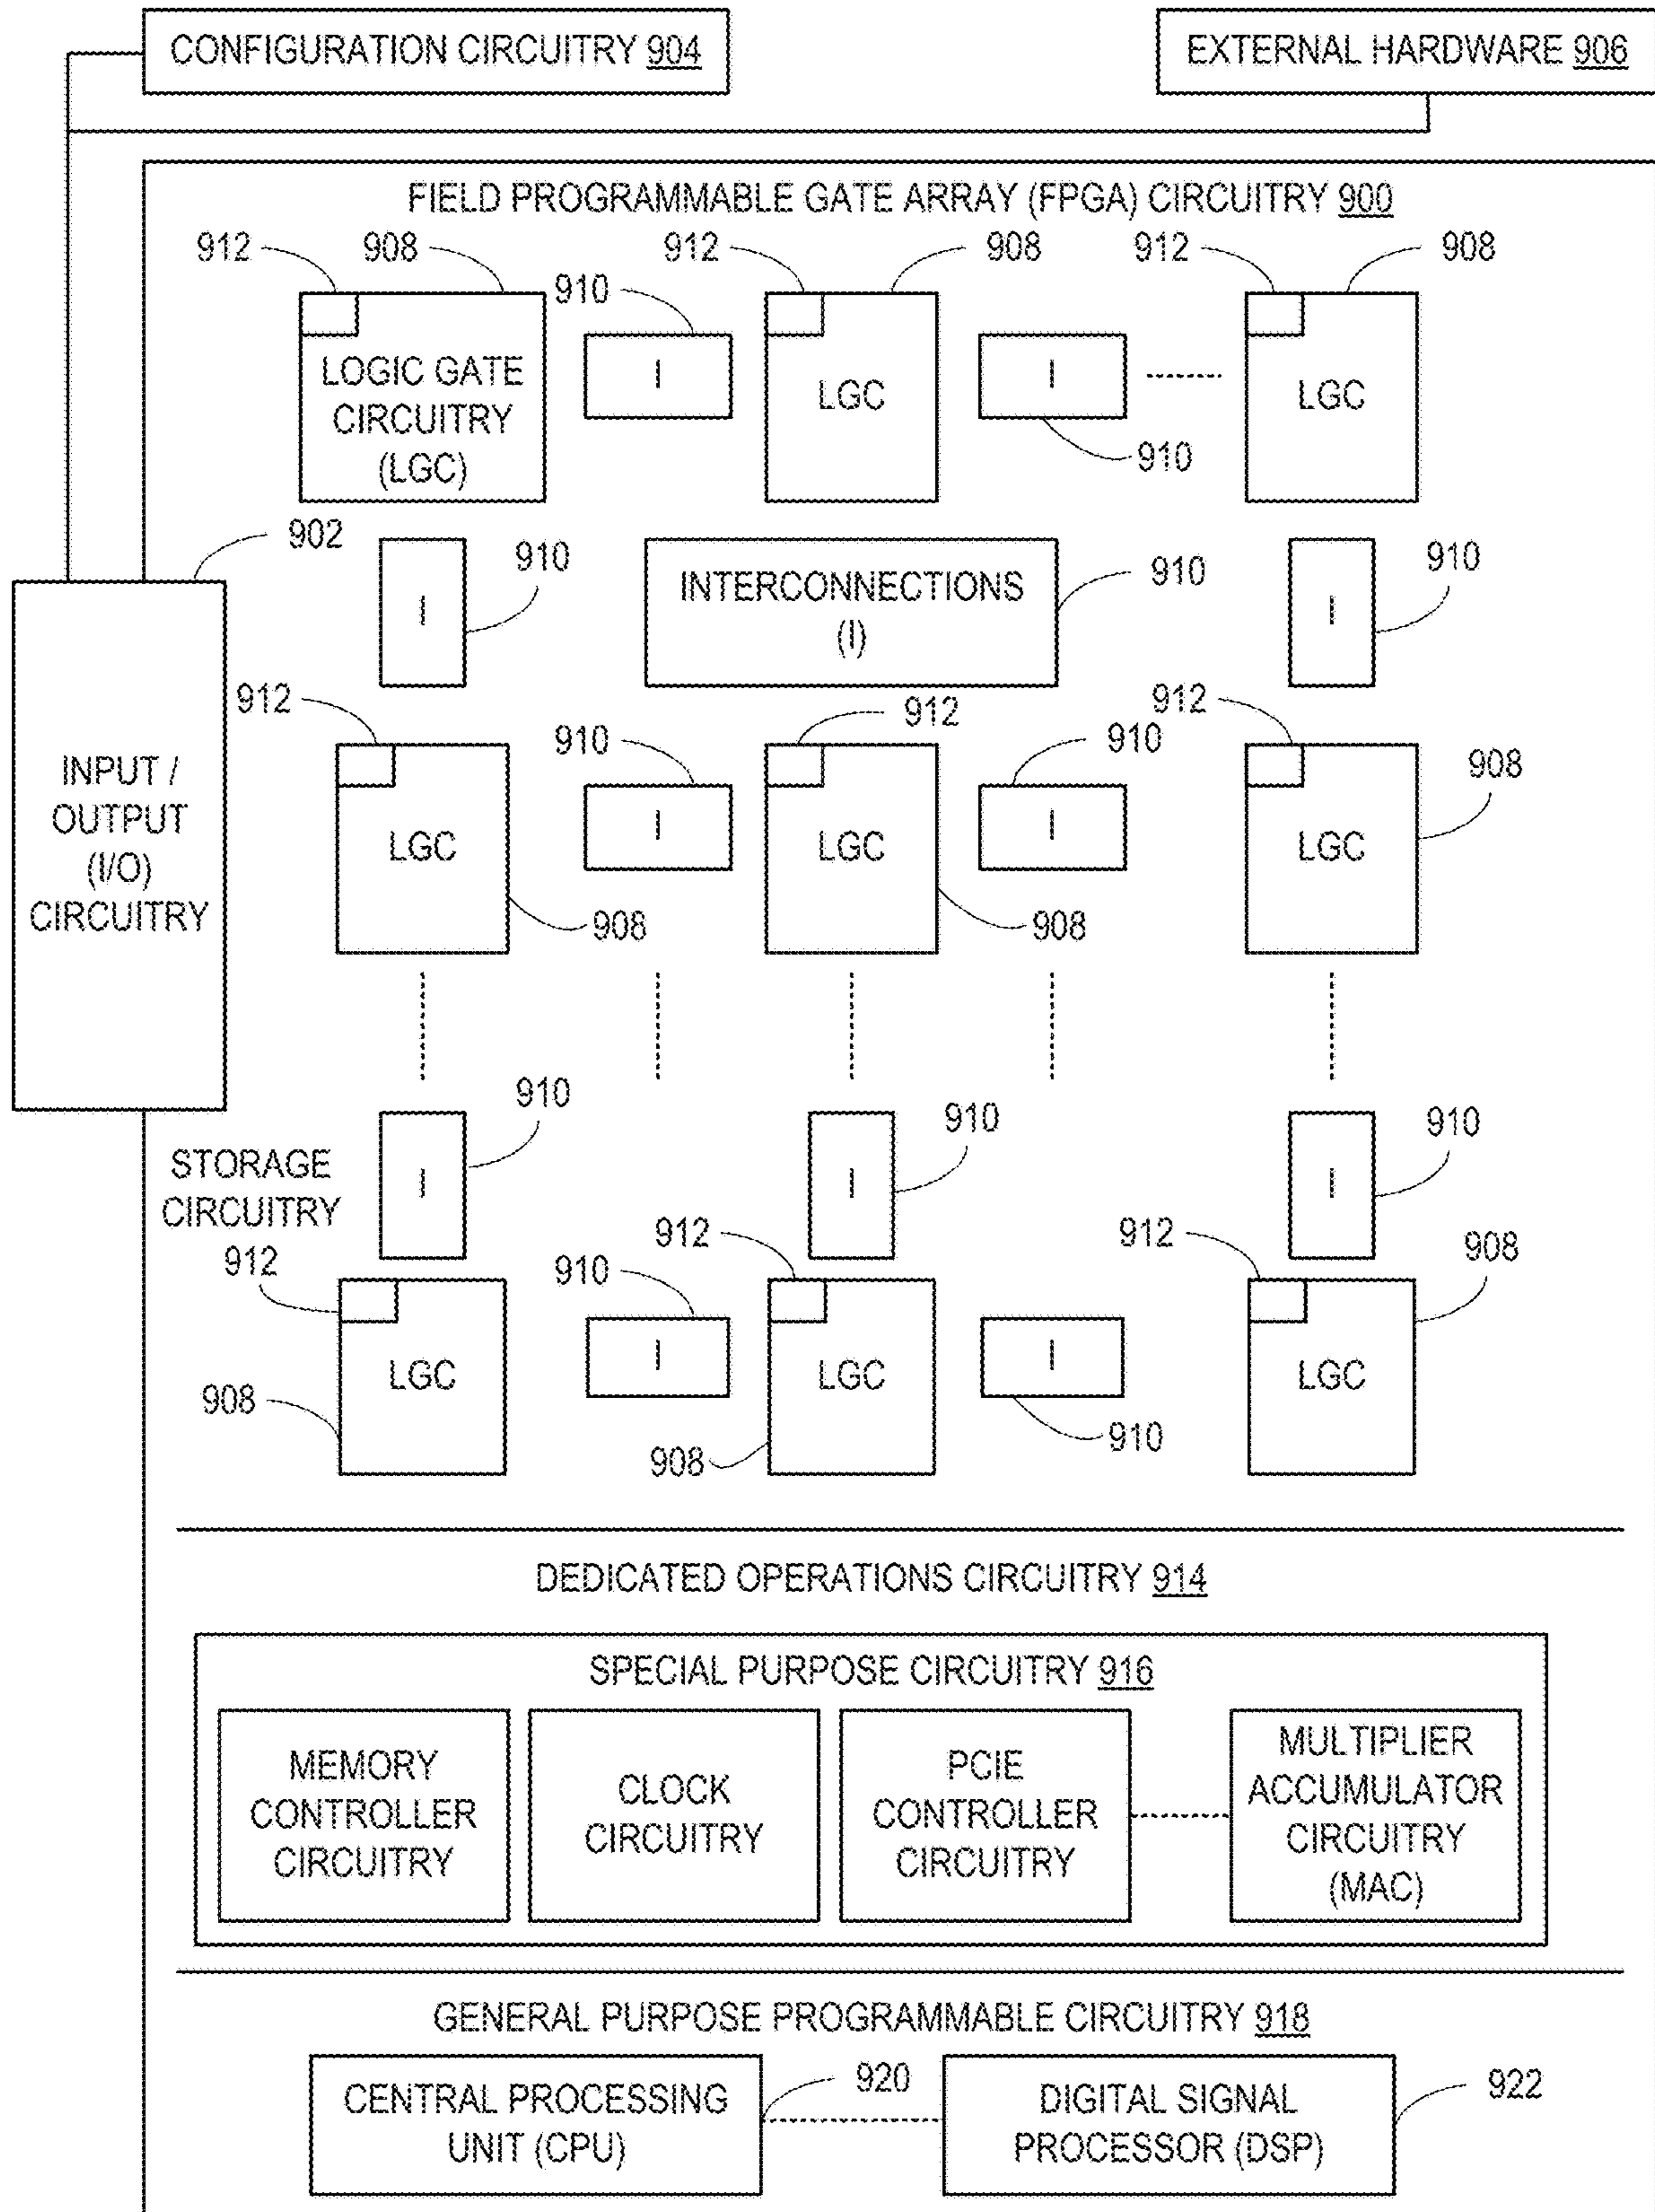 CONFIGURATION CIRCUITRY 904
EXTERNAL HARDWARE 906
FIELD PROGRAMMABLE GATE ARRAY (FPGA) CIRCUITRY 900
912
908
912
908
912
908
910
LOGIC GATE
CIRCUITRY
(LGC)
I
LGC
I
LGC
910
902
910
INTERCONNECTIONS
(I)
910
910
I
I
912
912
912
910
910
908
INPUT /
OUTPUT
(I/O)
CIRCUITRY
LGC
I
LGC
I
LGC
908
908
910
910
910
STORAGE
CIRCUITRY
912
I
I
I
912
912
908
910
LGC
I
LGC
I
LGC
908
908
910
DEDICATED OPERATIONS CIRCUITRY 914
SPECIAL PURPOSE CIRCUITRY 916
MEMORY
CONTROLLER
CIRCUITRY
CLOCK
CIRCUITRY
PCIE
CONTROLLER
CIRCUITRY
MULTIPLIER
ACCUMULATOR
CIRCUITRY
(MAC)
GENERAL PURPOSE PROGRAMMABLE CIRCUITRY 918
CENTRAL PROCESSING
UNIT (CPU)
920
DIGITAL SIGNAL
PROCESSOR (DSP)
922